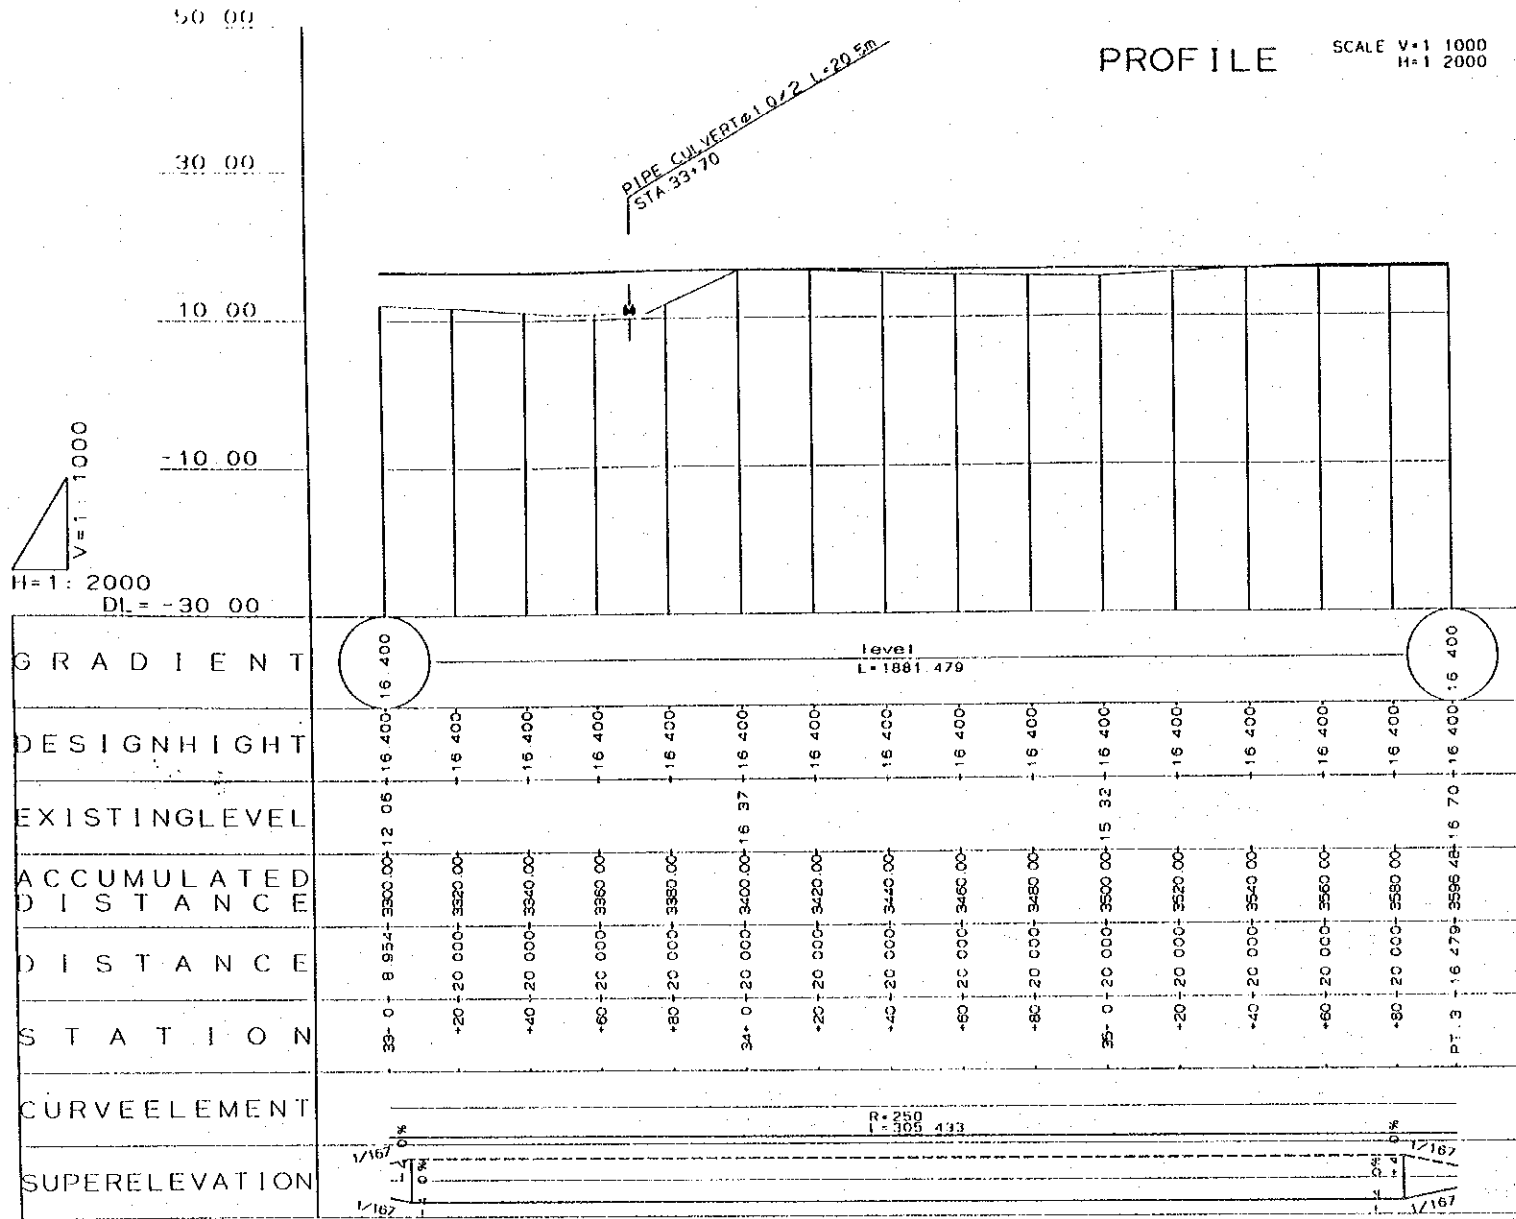 50 00
PROFILE
SCALE V=1 1000
H=1 2000
30 00
PIPE CULVERT ø1 0/2 L=20 5m
STA 33+70
10 00
-10 00
V=1 : 1000
H=1 : 2000
DL= -30 00
GRADIENT
16 400
level
L=1881 479
16 400
DESIGNHIGHT
16 400 16 400 16 400 16 400 16 400 16 400 16 400 16 400 16 400 16 400 16 400 16 400 16 400 16 400 16 400 16 400
EXISTINGLEVEL
12 06 16 37 15 32 16 70
ACCUMULATED
DISTANCE
3300.00 3320.00 3340.00 3360.00 3380.00 3400.00 3420.00 3440.00 3460.00 3480.00 3500.00 3520.00 3540.00 3560.00 3580.00 3596.48
DISTANCE
8 954 20 000 20 000 20 000 20 000 20 000 20 000 20 000 20 000 20 000 20 000 20 000 20 000 20 000 20 000 16 479
STATION
33+ 0 +20 +40 +60 +80 34+ 0 +20 +40 +60 +80 35+ 0 +20 +40 +60 +80 PT.3
CURVEELEMENT
R=250
L=305 433
SUPERELEVATION
1/167
1/167
1/167
1/167